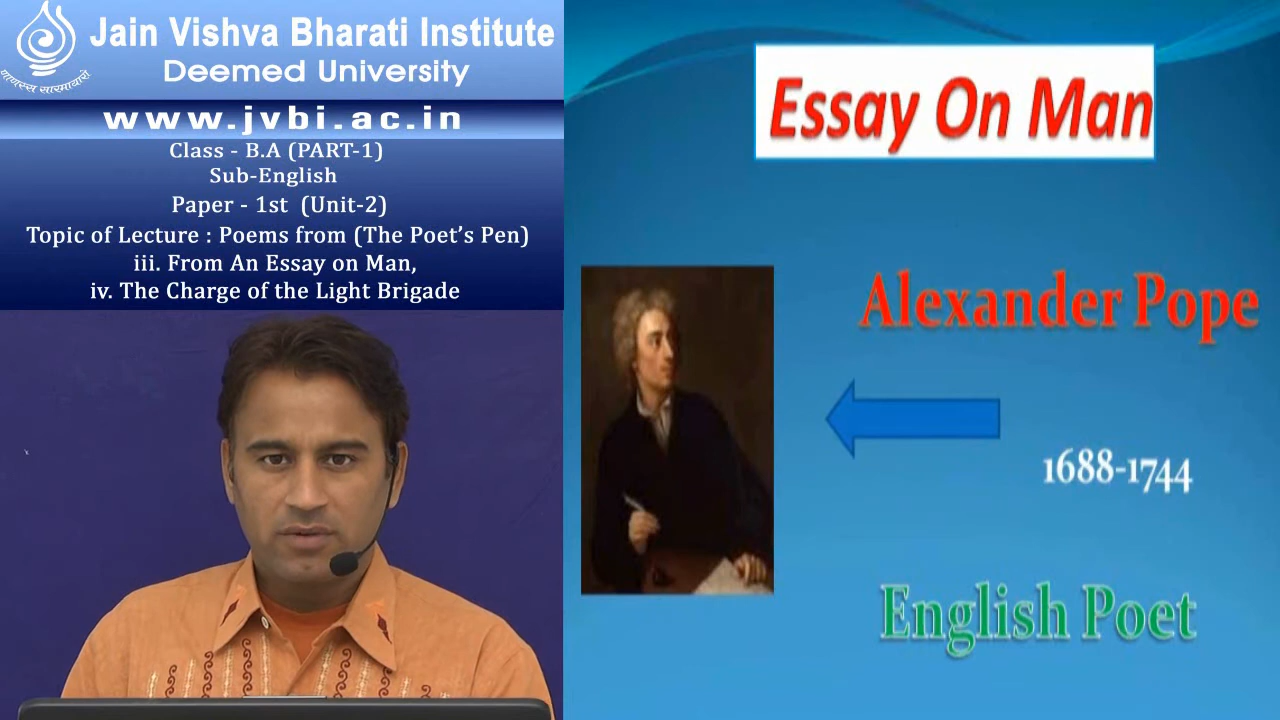 Jain Vishva Bharati Institute
Deemed University
णाणस्स सारमायारो
www.jvbi.ac.in
Class - B.A (PART-1)
Sub-English
Paper - 1st  (Unit-2)
Topic of Lecture : Poems from (The Poet's Pen)
iii. From An Essay on Man,
iv. The Charge of the Light Brigade
Essay On Man
Alexander Pope
1688-1744
English Poet